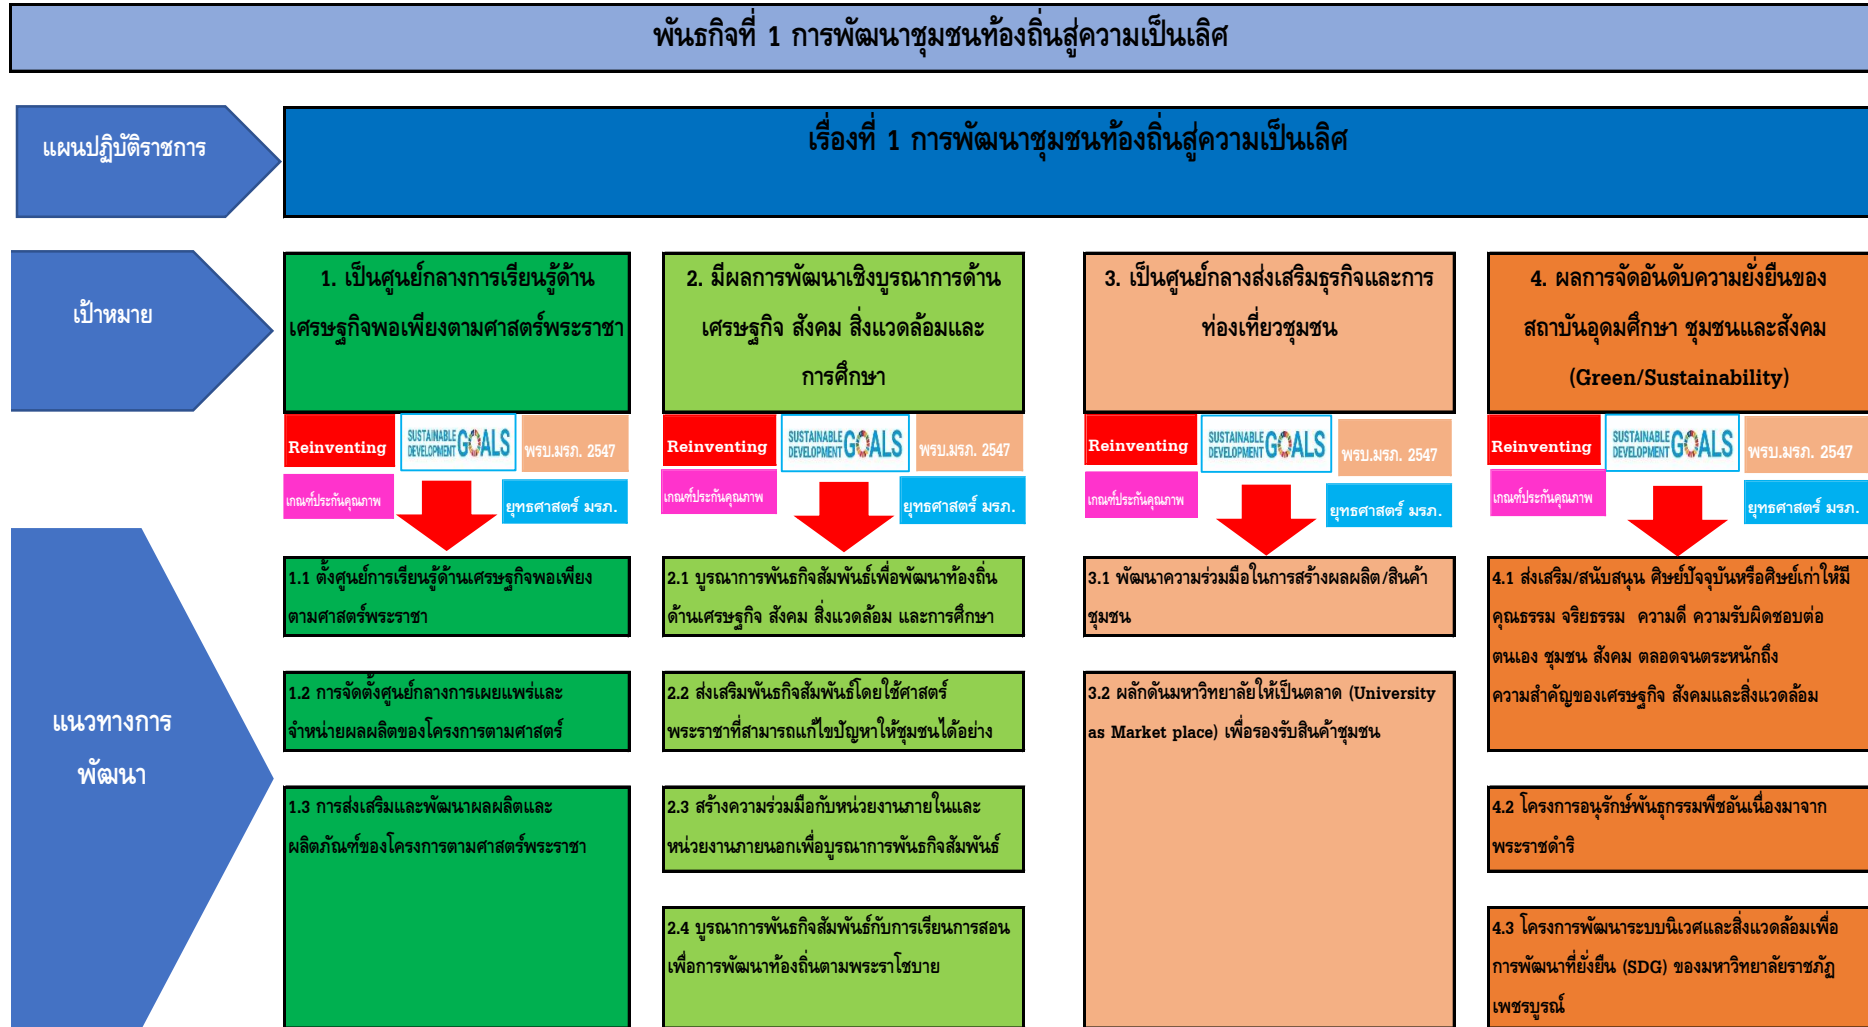 พันธกิจที่ 1 การพัฒนาชุมชนท้องถิ่นสู่ความเป็นเลิศ
แผนปฏิบัติราชการ
เรื่องที่ 1 การพัฒนาชุมชนท้องถิ่นสู่ความเป็นเลิศ
เป้าหมาย
1. เป็นศูนย์กลางการเรียนรู้ด้าน
เศรษฐกิจพอเพียงตามศาสตร์พระราชา
2. มีผลการพัฒนาเชิงบูรณาการด้าน
เศรษฐกิจ สังคม สิ่งแวดล้อมและ
การศึกษา
3. เป็นศูนย์กลางส่งเสริมธุรกิจและการ
ท่องเที่ยวชุมชน
4. ผลการจัดอันดับความยั่งยืนของ
สถาบันอุดมศึกษา ชุมชนและสังคม
(Green/Sustainability)
Reinventing
SUSTAINABLE
DEVELOPMENT GOALS
พรบ.มรภ. 2547
เกณฑ์ประกันคุณภาพ
ยุทธศาสตร์ มรภ.
Reinventing
SUSTAINABLE
DEVELOPMENT GOALS
พรบ.มรภ. 2547
เกณฑ์ประกันคุณภาพ
ยุทธศาสตร์ มรภ.
Reinventing
SUSTAINABLE
DEVELOPMENT GOALS
พรบ.มรภ. 2547
เกณฑ์ประกันคุณภาพ
ยุทธศาสตร์ มรภ.
Reinventing
SUSTAINABLE
DEVELOPMENT GOALS
พรบ.มรภ. 2547
เกณฑ์ประกันคุณภาพ
ยุทธศาสตร์ มรภ.
แนวทางการ
พัฒนา
1.1 ตั้งศูนย์การเรียนรู้ด้านเศรษฐกิจพอเพียง
ตามศาสตร์พระราชา
1.2 การจัดตั้งศูนย์กลางการเผยแพร่และ
จำหน่ายผลผลิตของโครงการตามศาสตร์
1.3 การส่งเสริมและพัฒนาผลผลิตและ
ผลิตภัณฑ์ของโครงการตามศาสตร์พระราชา
2.1 บูรณาการพันธกิจสัมพันธ์เพื่อพัฒนาท้องถิ่น
ด้านเศรษฐกิจ สังคม สิ่งแวดล้อม และการศึกษา
2.2 ส่งเสริมพันธกิจสัมพันธ์โดยใช้ศาสตร์
พระราชาที่สามารถแก้ไขปัญหาให้ชุมชนได้อย่าง
2.3 สร้างความร่วมมือกับหน่วยงานภายในและ
หน่วยงานภายนอกเพื่อบูรณาการพันธกิจสัมพันธ์
2.4 บูรณาการพันธกิจสัมพันธ์กับการเรียนการสอน
เพื่อการพัฒนาท้องถิ่นตามพระราโชบาย
3.1 พัฒนาความร่วมมือในการสร้างผลผลิต/สินค้า
ชุมชน
3.2 ผลักดันมหาวิทยาลัยให้เป็นตลาด (University
as Market place) เพื่อรองรับสินค้าชุมชน
4.1 ส่งเสริม/สนับสนุน ศิษย์ปัจจุบันหรือศิษย์เก่าให้มี
คุณธรรม จริยธรรม ความดี ความรับผิดชอบต่อ
ตนเอง ชุมชน สังคม ตลอดจนตระหนักถึง
ความสำคัญของเศรษฐกิจ สังคมและสิ่งแวดล้อม
4.2 โครงการอนุรักษ์พันธุกรรมพืชอันเนื่องมาจาก
พระราชดำริ
4.3 โครงการพัฒนาระบบนิเวศและสิ่งแวดล้อมเพื่อ
การพัฒนาที่ยั่งยืน (SDG) ของมหาวิทยาลัยราชภัฏ
เพชรบูรณ์